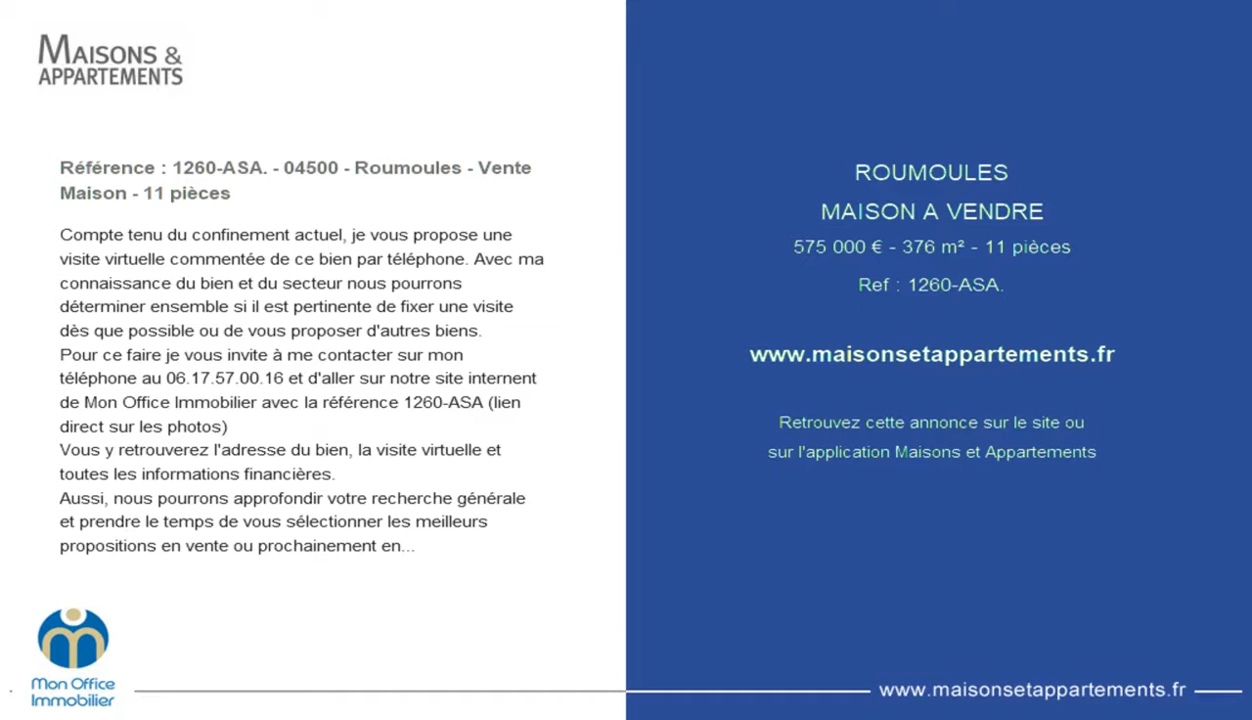 MAISONS &
APPARTEMENTS
Référence : 1260-ASA. - 04500 - Roumoules - Vente
Maison - 11 pièces
Compte tenu du confinement actuel, je vous propose une
visite virtuelle commentée de ce bien par téléphone. Avec ma
connaissance du bien et du secteur nous pourrons
déterminer ensemble si il est pertinente de fixer une visite
dès que possible ou de vous proposer d'autres biens.
Pour ce faire je vous invite à me contacter sur mon
téléphone au 06.17.57.00.16 et d'aller sur notre site internent
de Mon Office Immobilier avec la référence 1260-ASA (lien
direct sur les photos)
Vous y retrouverez l'adresse du bien, la visite virtuelle et
toutes les informations financières.
Aussi, nous pourrons approfondir votre recherche générale
et prendre le temps de vous sélectionner les meilleurs
propositions en vente ou prochainement en...
Mon Office
Immobilier
ROUMOULES
MAISON A VENDRE
575 000 € - 376 m² - 11 pièces
Ref : 1260-ASA.
www.maisonsetappartements.fr
Retrouvez cette annonce sur le site ou
sur l'application Maisons et Appartements
www.maisonsetappartements.fr